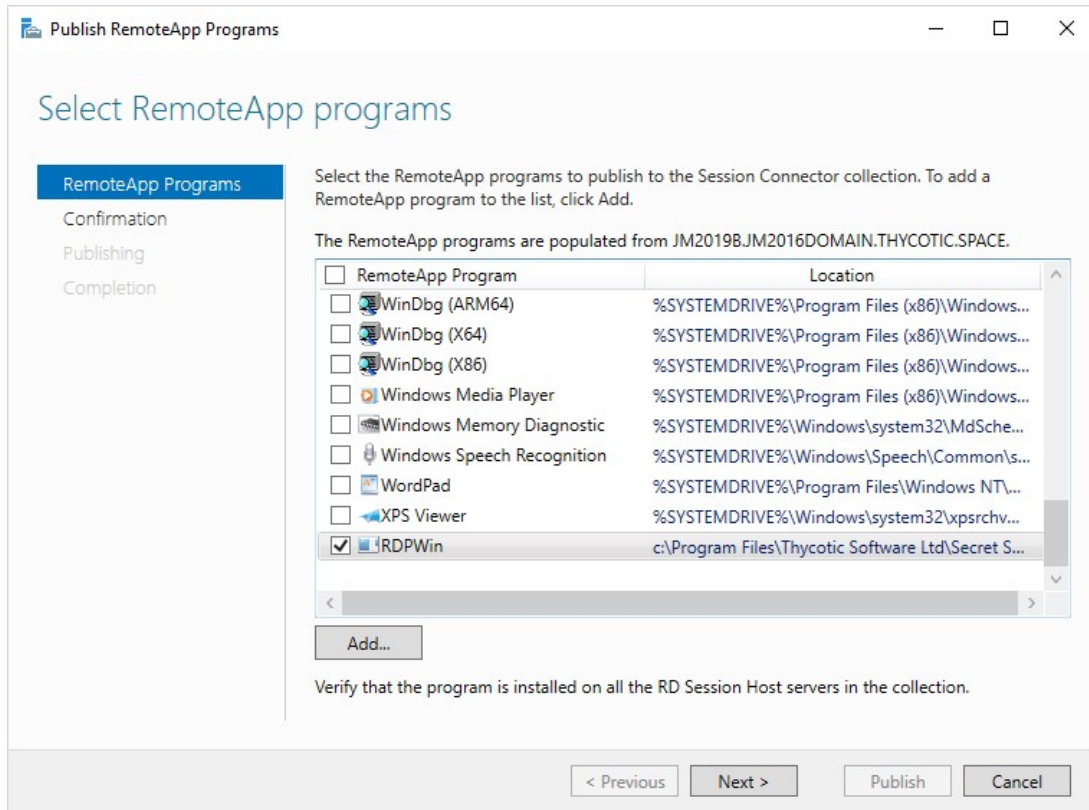 Publish RemoteApp Programs
Select RemoteApp programs
RemoteApp Programs
Confirmation
Publishing
Completion
Select the RemoteApp programs to publish to the Session Connector collection. To add a
RemoteApp program to the list, click Add.
The RemoteApp programs are populated from JM2019B.JM2016DOMAIN.THYCOTIC.SPACE.
RemoteApp Program Location
WinDbg (ARM64) %SYSTEMDRIVE%\Program Files (x86)\Windows...
WinDbg (X64) %SYSTEMDRIVE%\Program Files (x86)\Windows...
WinDbg (X86) %SYSTEMDRIVE%\Program Files (x86)\Windows...
Windows Media Player %SYSTEMDRIVE%\Program Files (x86)\Windows...
Windows Memory Diagnostic %SYSTEMDRIVE%\Windows\system32\MdSche...
Windows Speech Recognition %SYSTEMDRIVE%\Windows\Speech\Common\s...
WordPad %SYSTEMDRIVE%\Program Files\Windows NT\...
XPS Viewer %SYSTEMDRIVE%\Windows\system32\xpsrchv...
RDPWin c:\Program Files\Thycotic Software Ltd\Secret S...
Add...
Verify that the program is installed on all the RD Session Host servers in the collection.
< Previous Next > Publish Cancel